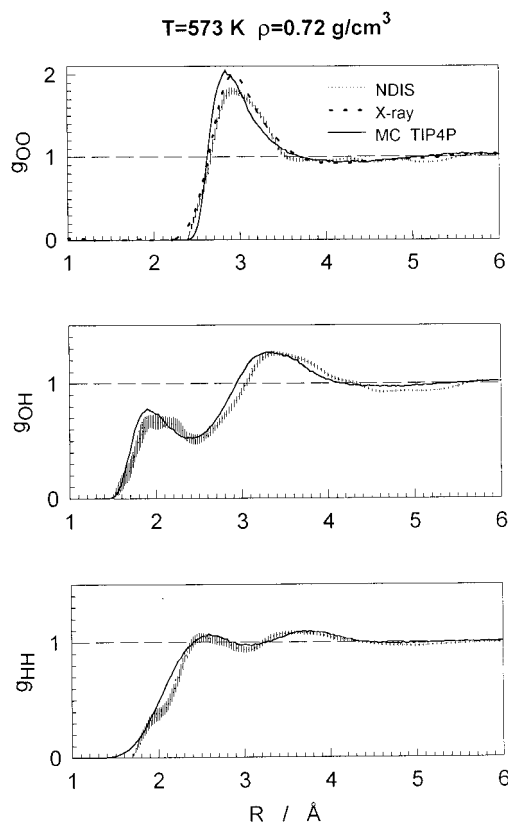 T=573 K ρ=0.72 g/cm³
2
1
0
gOO
NDIS
X-ray
MC TIP4P
1 2 3 4 5 6
1
0
gOH
1 2 3 4 5 6
1
0
gHH
1 2 3 4 5 6
R / Å